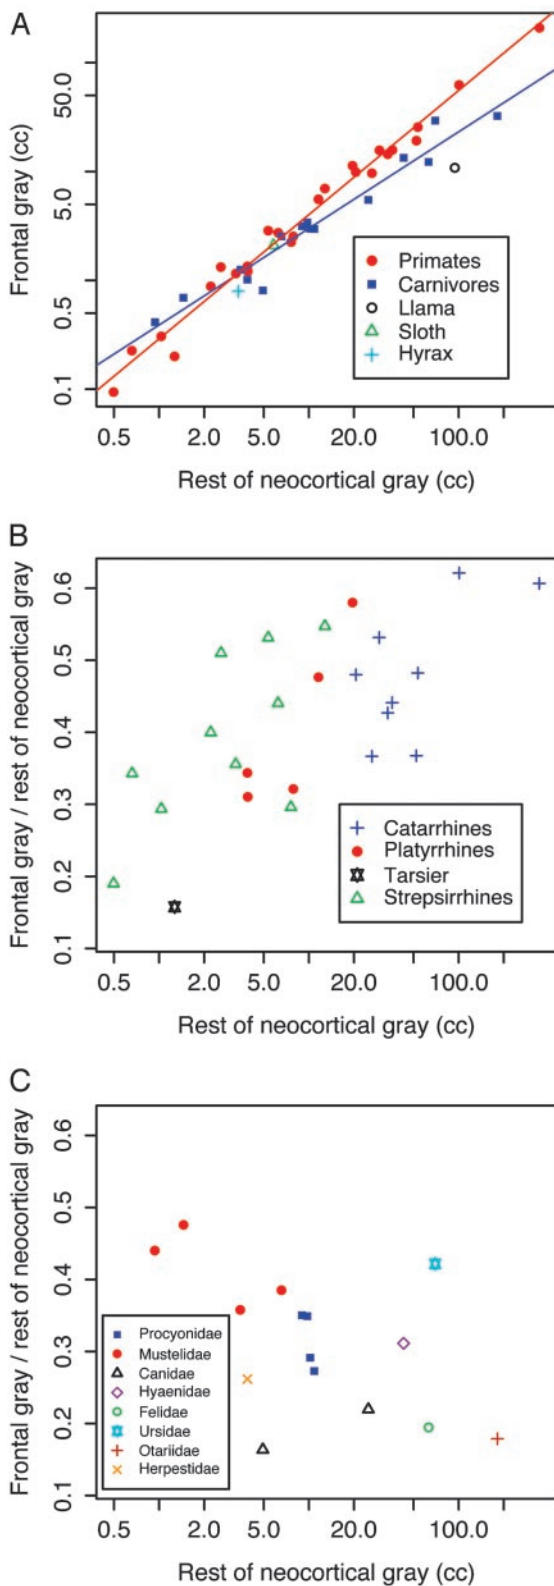 A
Frontal gray (cc)
50.0
5.0
0.5
0.1
Primates
Carnivores
Llama
Sloth
Hyrax
0.5 2.0 5.0 20.0 100.0
Rest of neocortical gray (cc)
B
Frontal gray / rest of neocortical gray
0.6
0.5
0.4
0.3
0.2
0.1
Catarrhines
Platyrrhines
Tarsier
Strepsirrhines
0.5 2.0 5.0 20.0 100.0
Rest of neocortical gray (cc)
C
Frontal gray / rest of neocortical gray
0.6
0.5
0.4
0.3
0.2
0.1
Procyonidae
Mustelidae
Canidae
Hyaenidae
Felidae
Ursidae
Otariidae
Herpestidae
0.5 2.0 5.0 20.0 100.0
Rest of neocortical gray (cc)